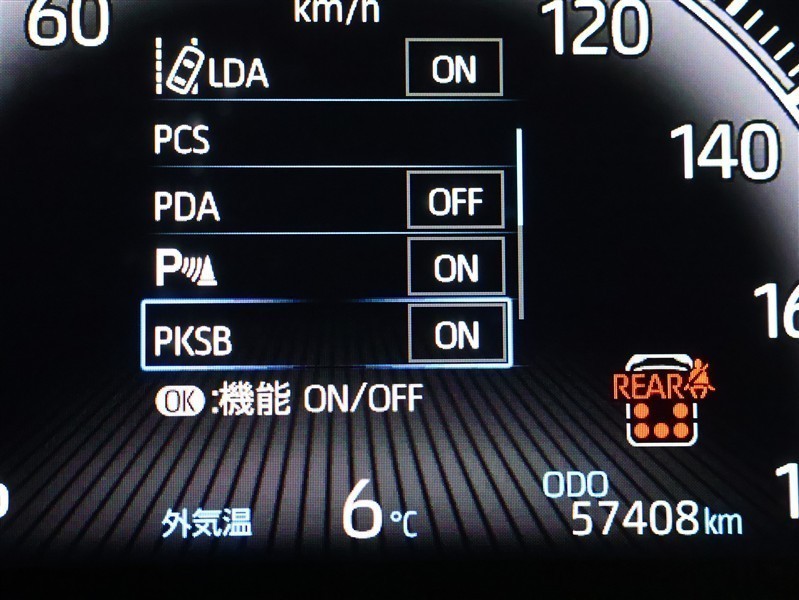 km/h
60
120
LDA ON
PCS
140
PDA OFF
P ON
PKSB ON
REAR
OK :機能 ON/OFF
ODO
外気温 6℃ 57408km